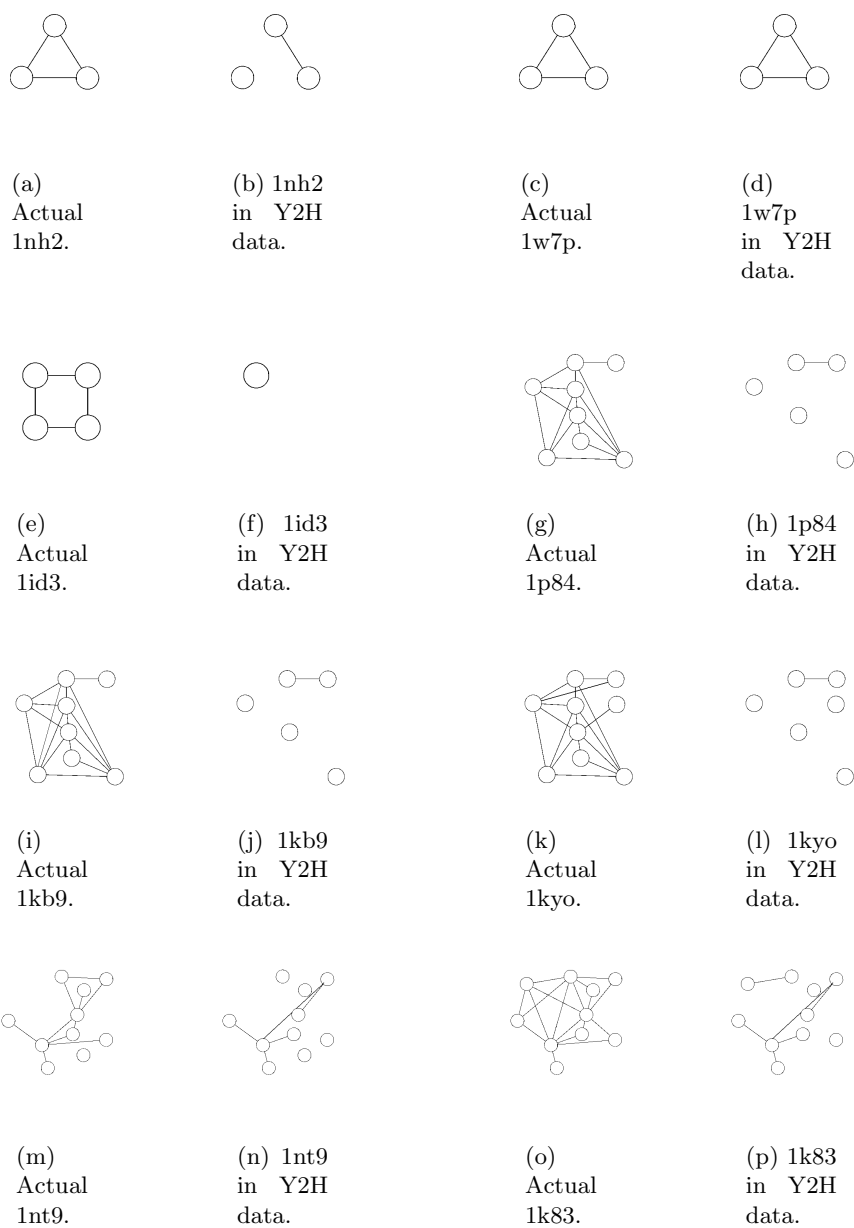 (a)
Actual
1nh2.
(b) 1nh2
in Y2H
data.
(c)
Actual
1w7p.
(d)
1w7p
in Y2H
data.
(e)
Actual
1id3.
(f) 1id3
in Y2H
data.
(g)
Actual
1p84.
(h) 1p84
in Y2H
data.
(i)
Actual
1kb9.
(j) 1kb9
in Y2H
data.
(k)
Actual
1kyo.
(l) 1kyo
in Y2H
data.
(m)
Actual
1nt9.
(n) 1nt9
in Y2H
data.
(o)
Actual
1k83.
(p) 1k83
in Y2H
data.